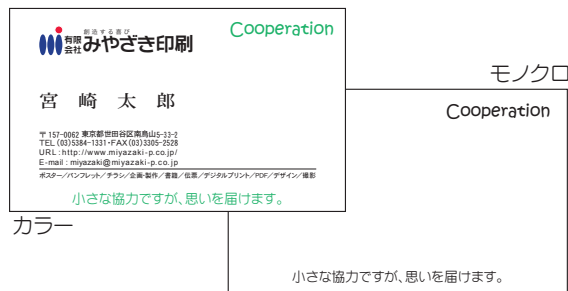 創造する喜び
有限会社 みやざき印刷
Cooperation
宮 崎 太 郎
〒157-0062 東京都世田谷区南烏山5-33-2
TEL (03)5384-1331・FAX (03)3305-2528
URL : http://www.miyazaki-p.co.jp/
E-mail : miyazaki@miyazaki-p.co.jp
ポスター/パンフレット/チラシ/企画・製作/書籍/伝票/デジタルプリント/PDF/デザイン/撮影
小さな協力ですが、思いを届けます。
カラー
モノクロ
Cooperation
小さな協力ですが、思いを届けます。